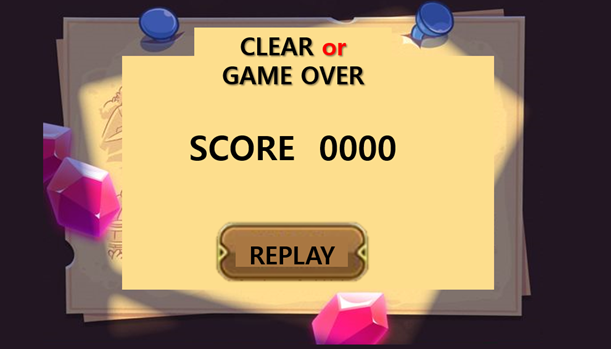 CLEAR or
GAME OVER
SCORE 0000
REPLAY